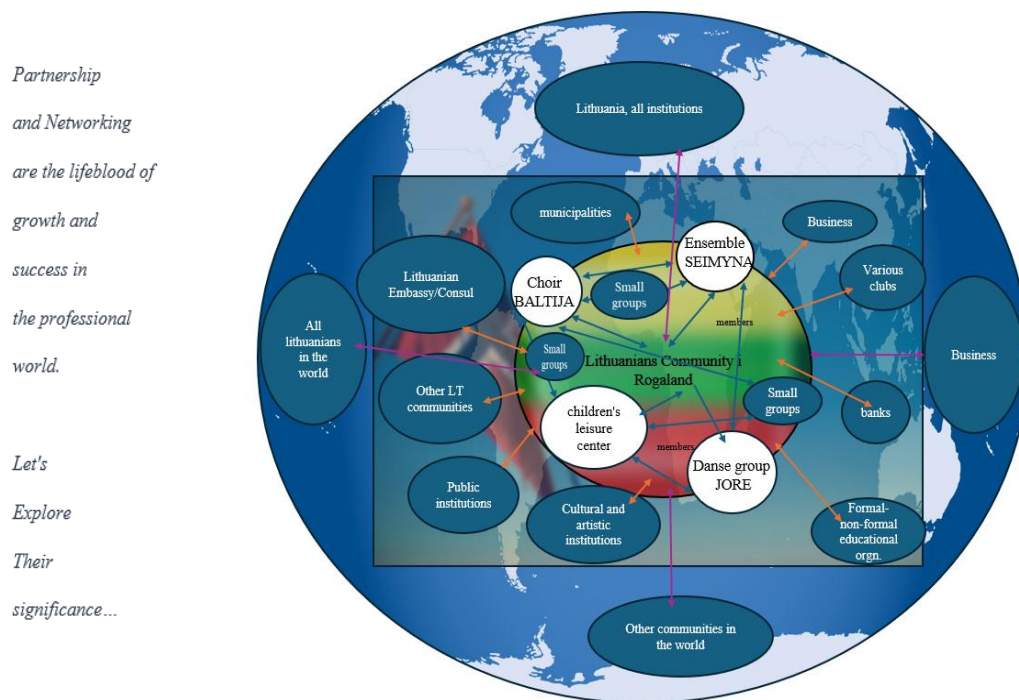 Partnership
and Networking
are the lifeblood of
growth and
success in
the professional
world.
Let's
Explore
Their
significance...
Lithuania, all institutions
municipalities
Business
Ensemble
SEIMYNA
Lithuanian
Embassy/Consul
Choir
BALTIJA
Small
groups
Various
clubs
members
All
lithuanians
in the
world
Small
groups
Lithuanians Community i
Rogaland
Business
Other LT
communities
children's
leisure
center
Small
groups
banks
members
Danse group
JORE
Public
institutions
Cultural and
artistic
institutions
Formal-
non-formal
educational
orgn.
Other communities in
the world